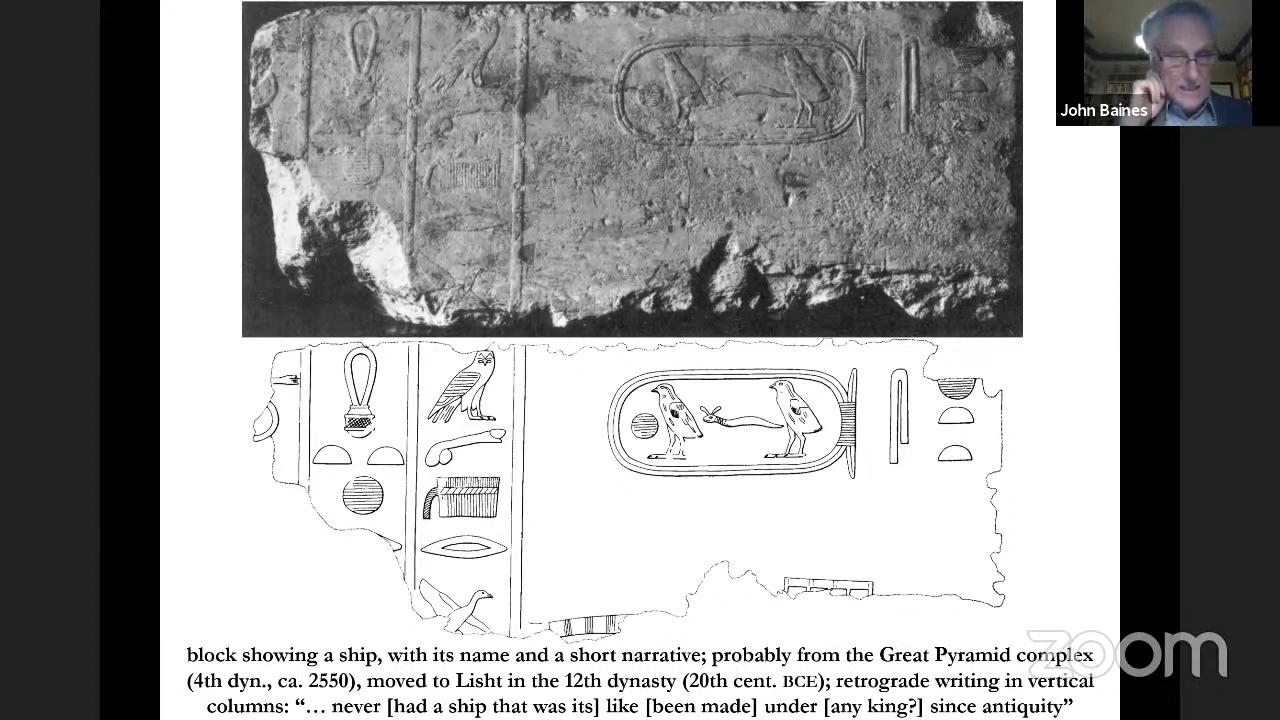 John Baines
block showing a ship, with its name and a short narrative; probably from the Great Pyramid complex
(4th dyn., ca. 2550), moved to Lisht in the 12th dynasty (20th cent. BCE); retrograde writing in vertical
columns: “… never [had a ship that was its] like [been made] under [any king?] since antiquity”
zoom